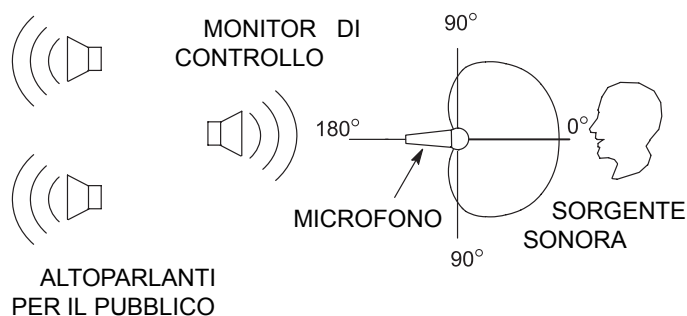 MONITOR DI
CONTROLLO
90°
180°
0°
MICROFONO
SORGENTE
SONORA
90°
ALTOPARLANTI
PER IL PUBBLICO